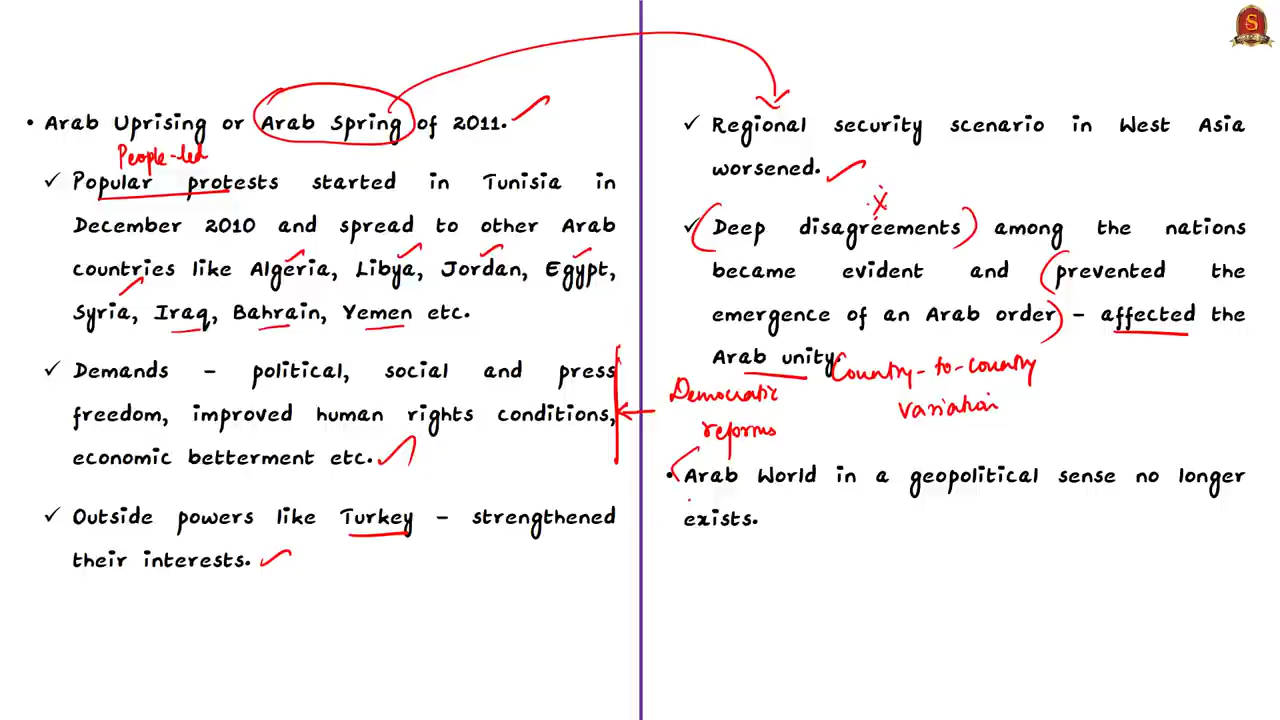 • Arab Uprising or Arab Spring of 2011.
People-led
✓ Popular protests started in Tunisia in
December 2010 and spread to other Arab
countries like Algeria, Libya, Jordan, Egypt,
Syria, Iraq, Bahrain, Yemen etc.
✓ Demands - political, social and press
freedom, improved human rights conditions,
economic betterment etc.
✓ Outside powers like Turkey - strengthened
their interests.
✓ Regional security scenario in West Asia
worsened.
✓ Deep disagreements among the nations
became evident and prevented the
emergence of an Arab order - affected the
Arab unity
Country-to-country
variation
Democratic
reforms
• Arab World in a geopolitical sense no longer
exists.
S